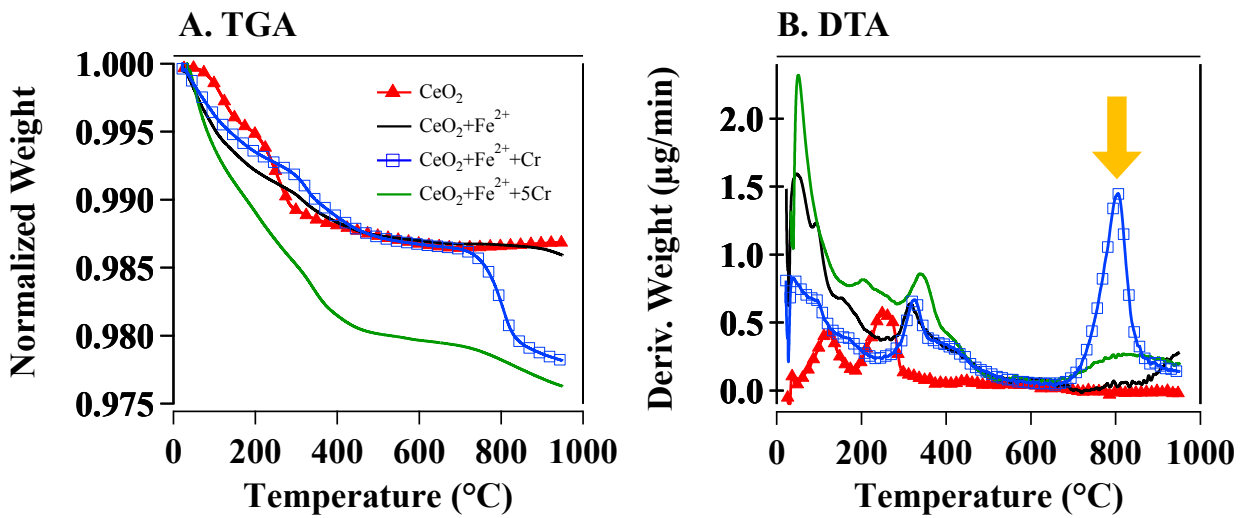 A. TGA
Normalized Weight
1.000
0.995
0.990
0.985
0.980
0.975
CeO₂
CeO₂+Fe²⁺
CeO₂+Fe²⁺+Cr
CeO₂+Fe²⁺+5Cr
0 200 400 600 800 1000
Temperature (°C)
B. DTA
Deriv. Weight (μg/min)
2.0
1.5
1.0
0.5
0.0
0 200 400 600 800 1000
Temperature (°C)